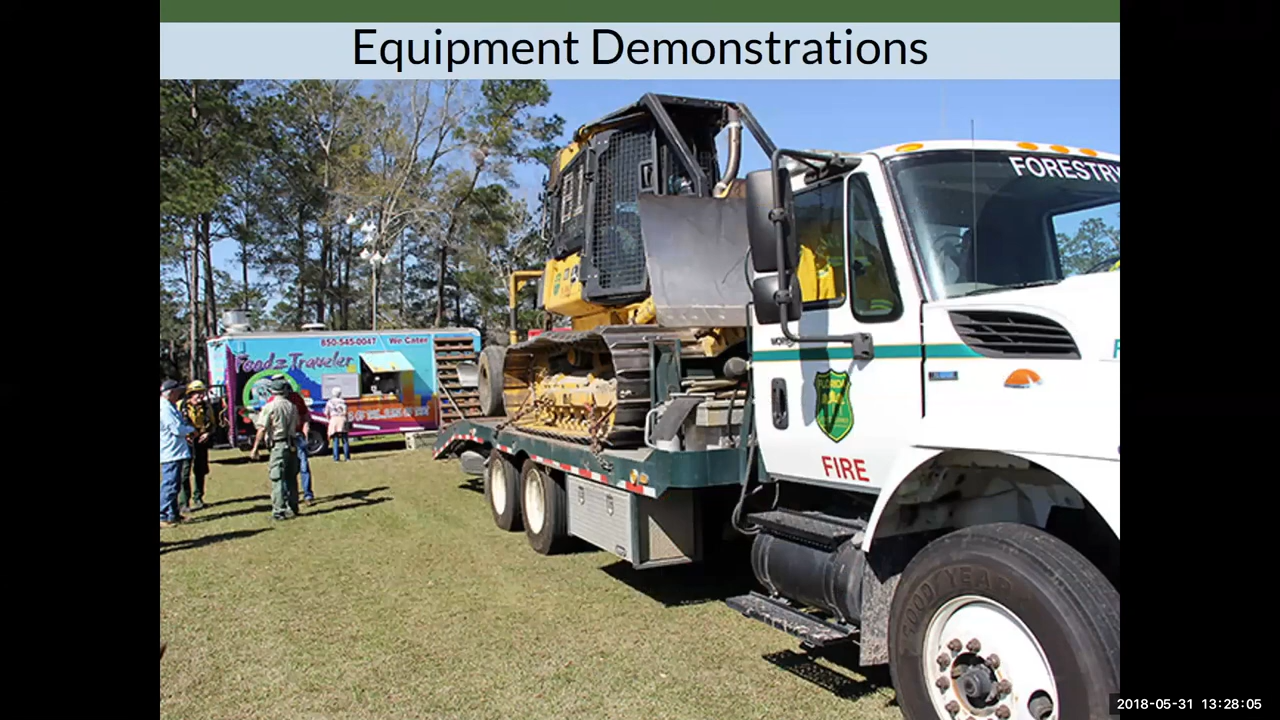 Equipment Demonstrations
FORESTRY
850-545-0047 We Cater
Foodz Traveler
FLORIDA
FIRE
GOOD YEAR
2018-05-31 13:28:05